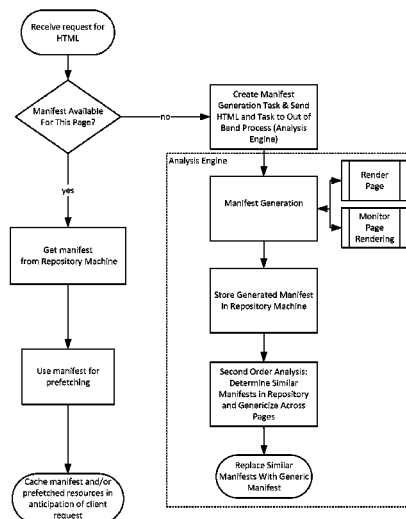 Receive request for
HTML
Manifest Available
For This Page?
no
Create Manifest
Generation Task & Send
HTML and Task to Out of
Band Process (Analysis
Engine)
yes
Analysis Engine
Manifest Generation
Render
Page
Monitor
Page
Rendering
Get manifest
from Repository Machine
Store Generated Manifest
In Repository Machine
Use manifest for
prefetching
Second Order Analysis:
Determine Similar
Manifests in Repository
and Genericize Across
Pages
Cache manifest and/or
prefetched resources in
anticipation of client
request
Replace Similar
Manifests With Generic
Manifest